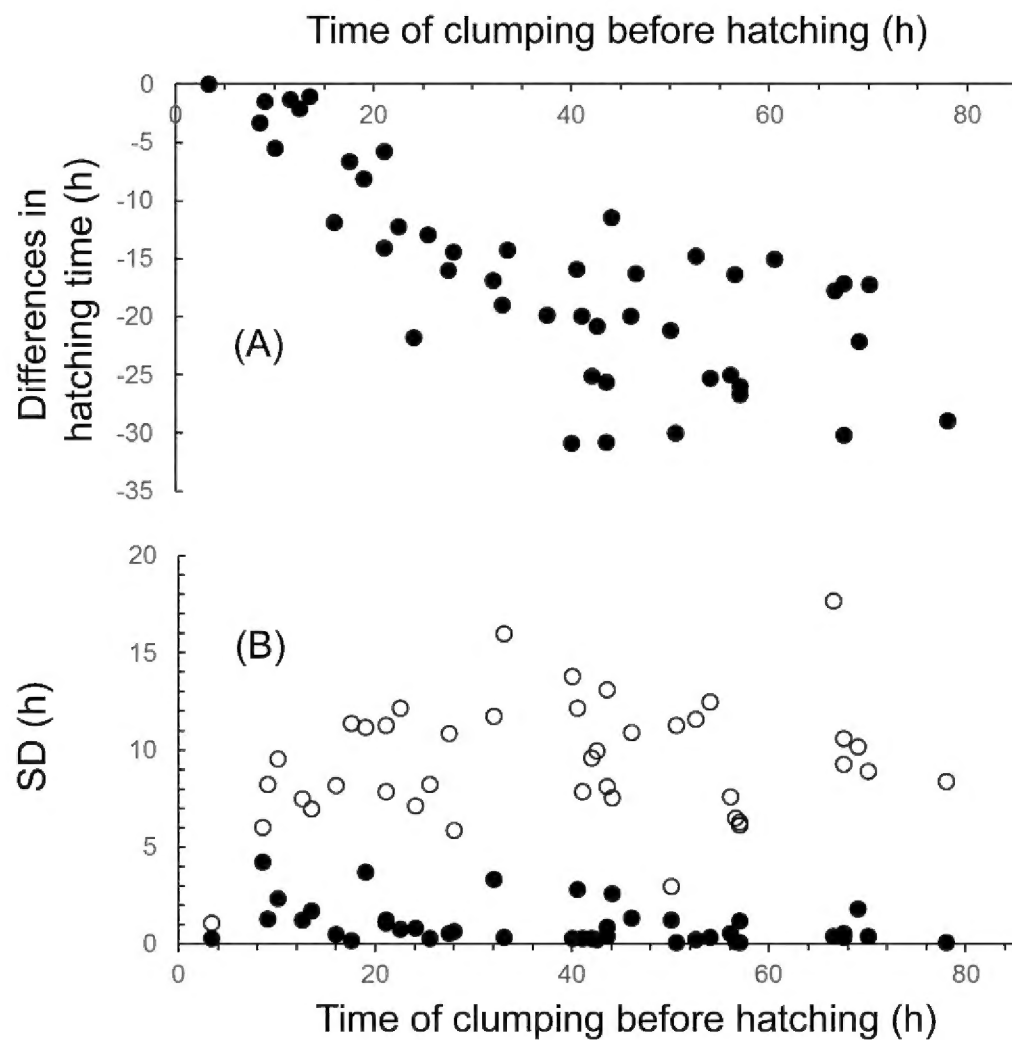 Time of clumping before hatching (h)
0
0 20 40 60 80
-5
-10
-15
-20
-25
-30
-35
Differences in
hatching time (h)
(A)
20
15
10
5
0
SD (h)
(B)
0 20 40 60 80
Time of clumping before hatching (h)